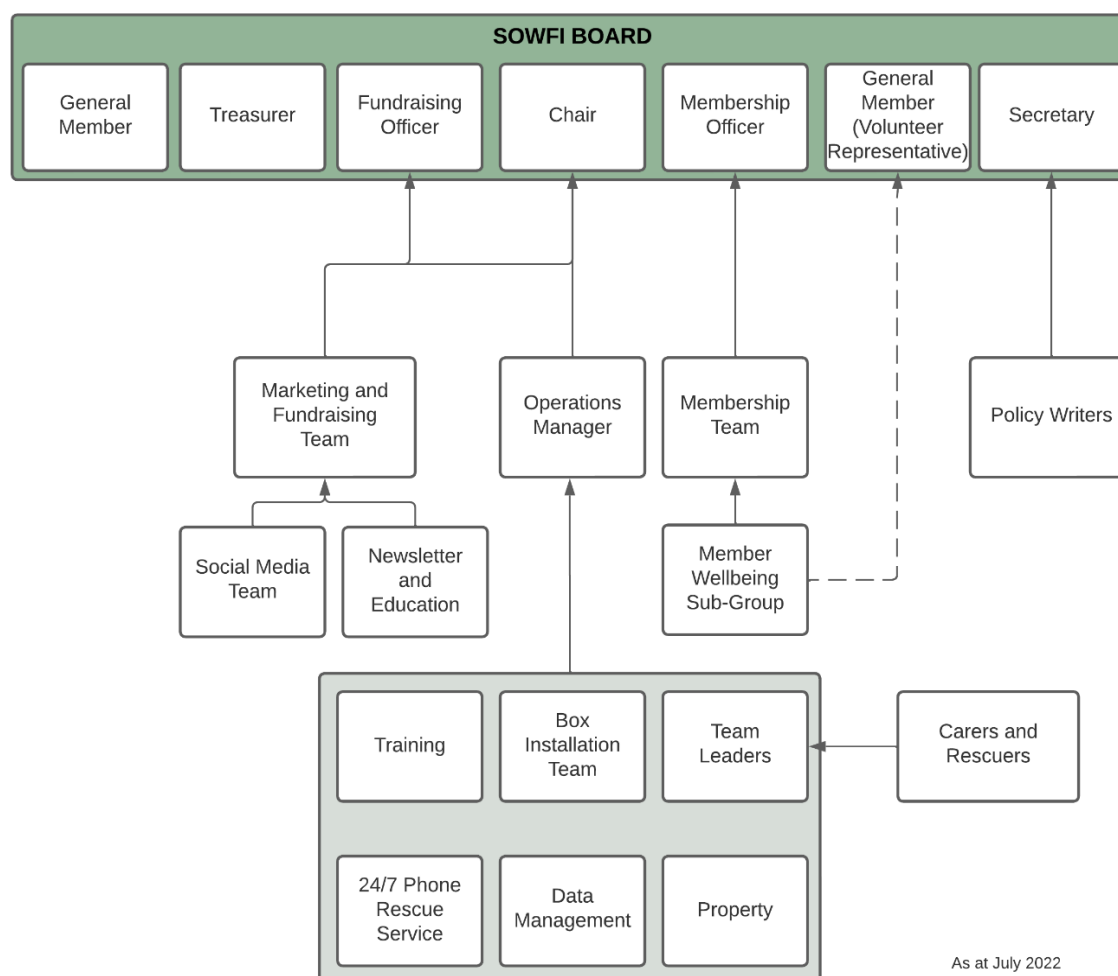 SOWFI BOARD
General
Member
Treasurer
Fundraising
Officer
Chair
Membership
Officer
General
Member
(Volunteer
Representative)
Secretary
Marketing and
Fundraising
Team
Operations
Manager
Membership
Team
Policy Writers
Social Media
Team
Newsletter
and
Education
Member
Wellbeing
Sub-Group
Training
Box
Installation
Team
Team
Leaders
Carers and
Rescuers
24/7 Phone
Rescue
Service
Data
Management
Property
As at July 2022